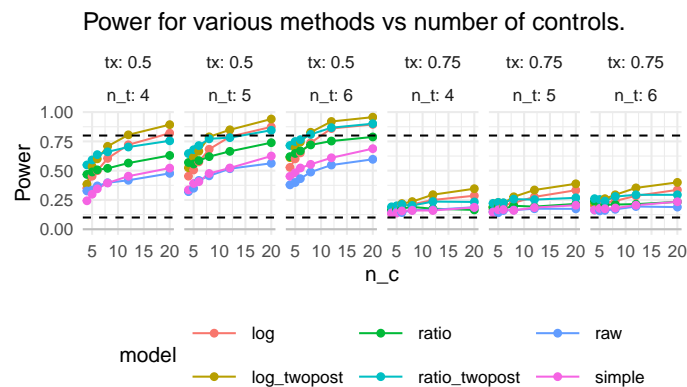 Power for various methods vs number of controls.
tx: 0.5 tx: 0.5 tx: 0.5 tx: 0.75 tx: 0.75 tx: 0.75
n_t: 4 n_t: 5 n_t: 6 n_t: 4 n_t: 5 n_t: 6
1.00
0.75
0.50
0.25
0.00
Power
5 10 15 20 5 10 15 20 5 10 15 20 5 10 15 20 5 10 15 20 5 10 15 20
n_c
model
log ratio raw
log_twopost ratio_twopost simple